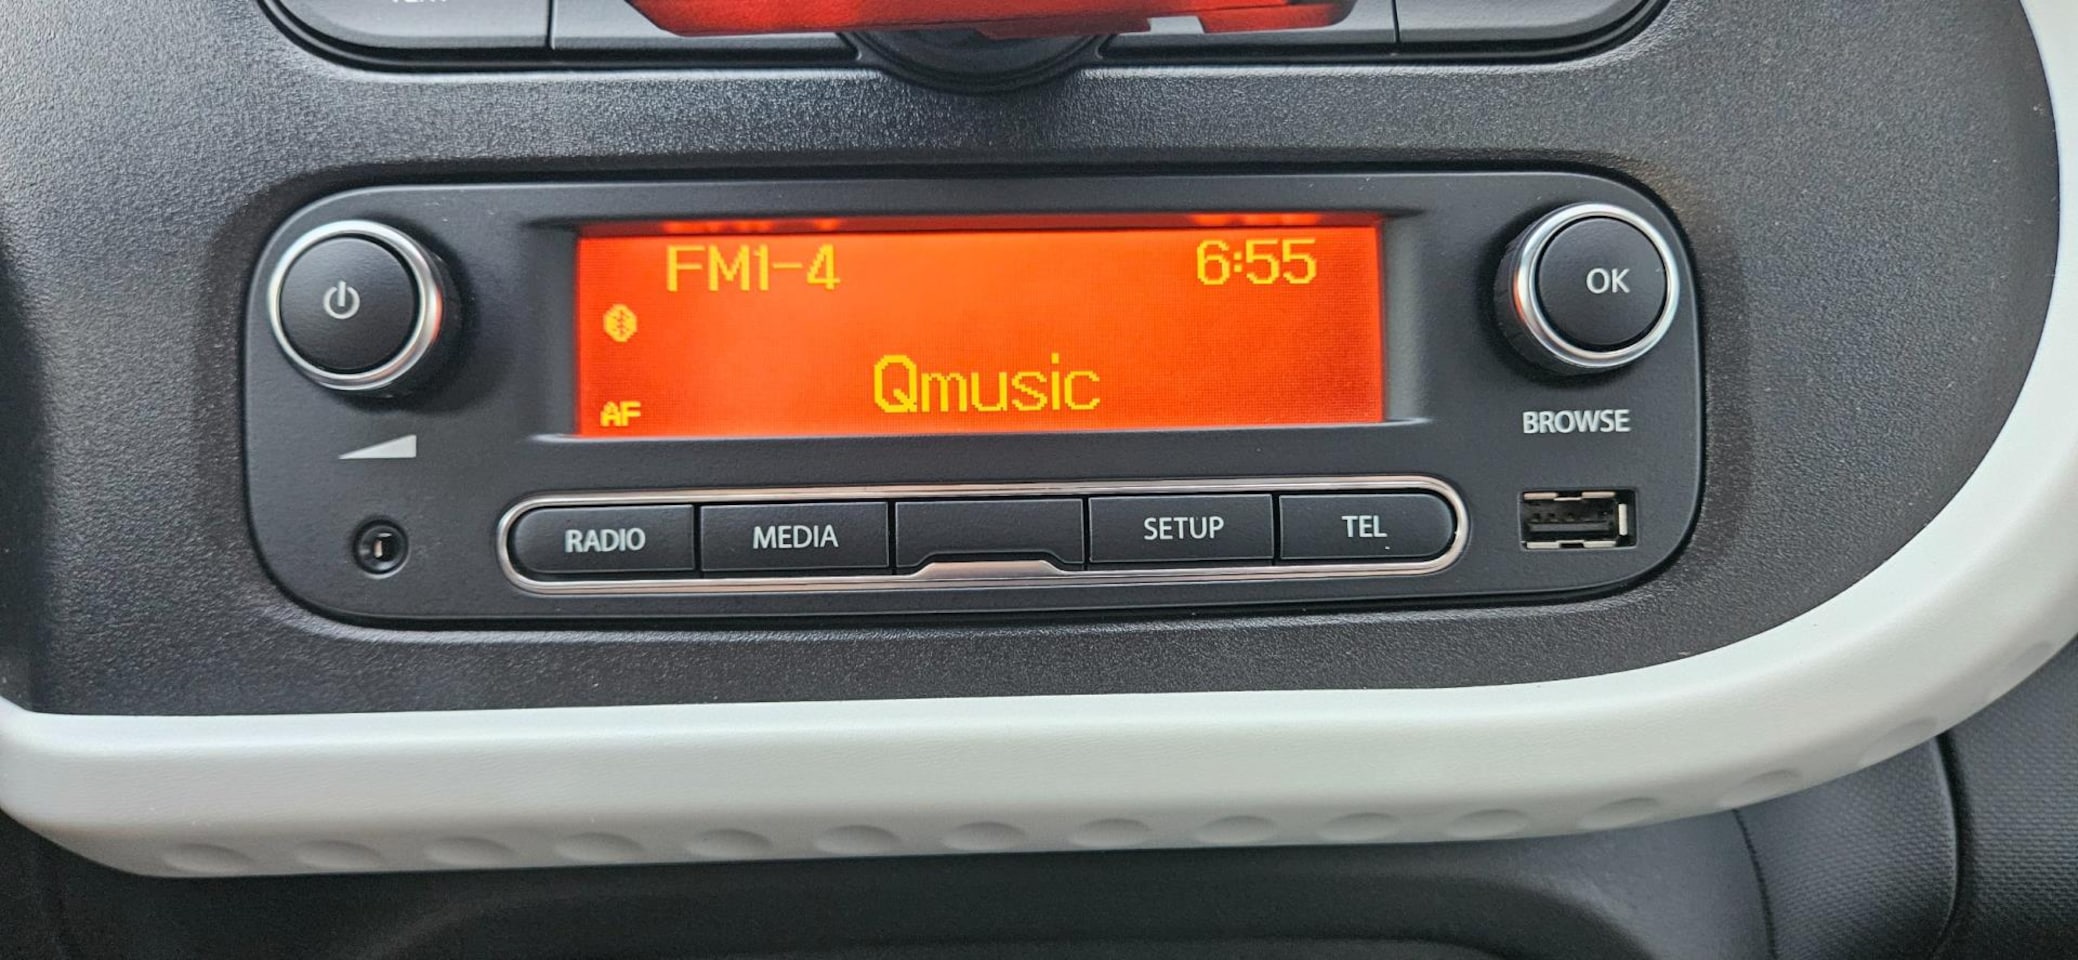 FM1-4 6:55
OK
AF Qmusic
BROWSE
RADIO MEDIA SETUP TEL